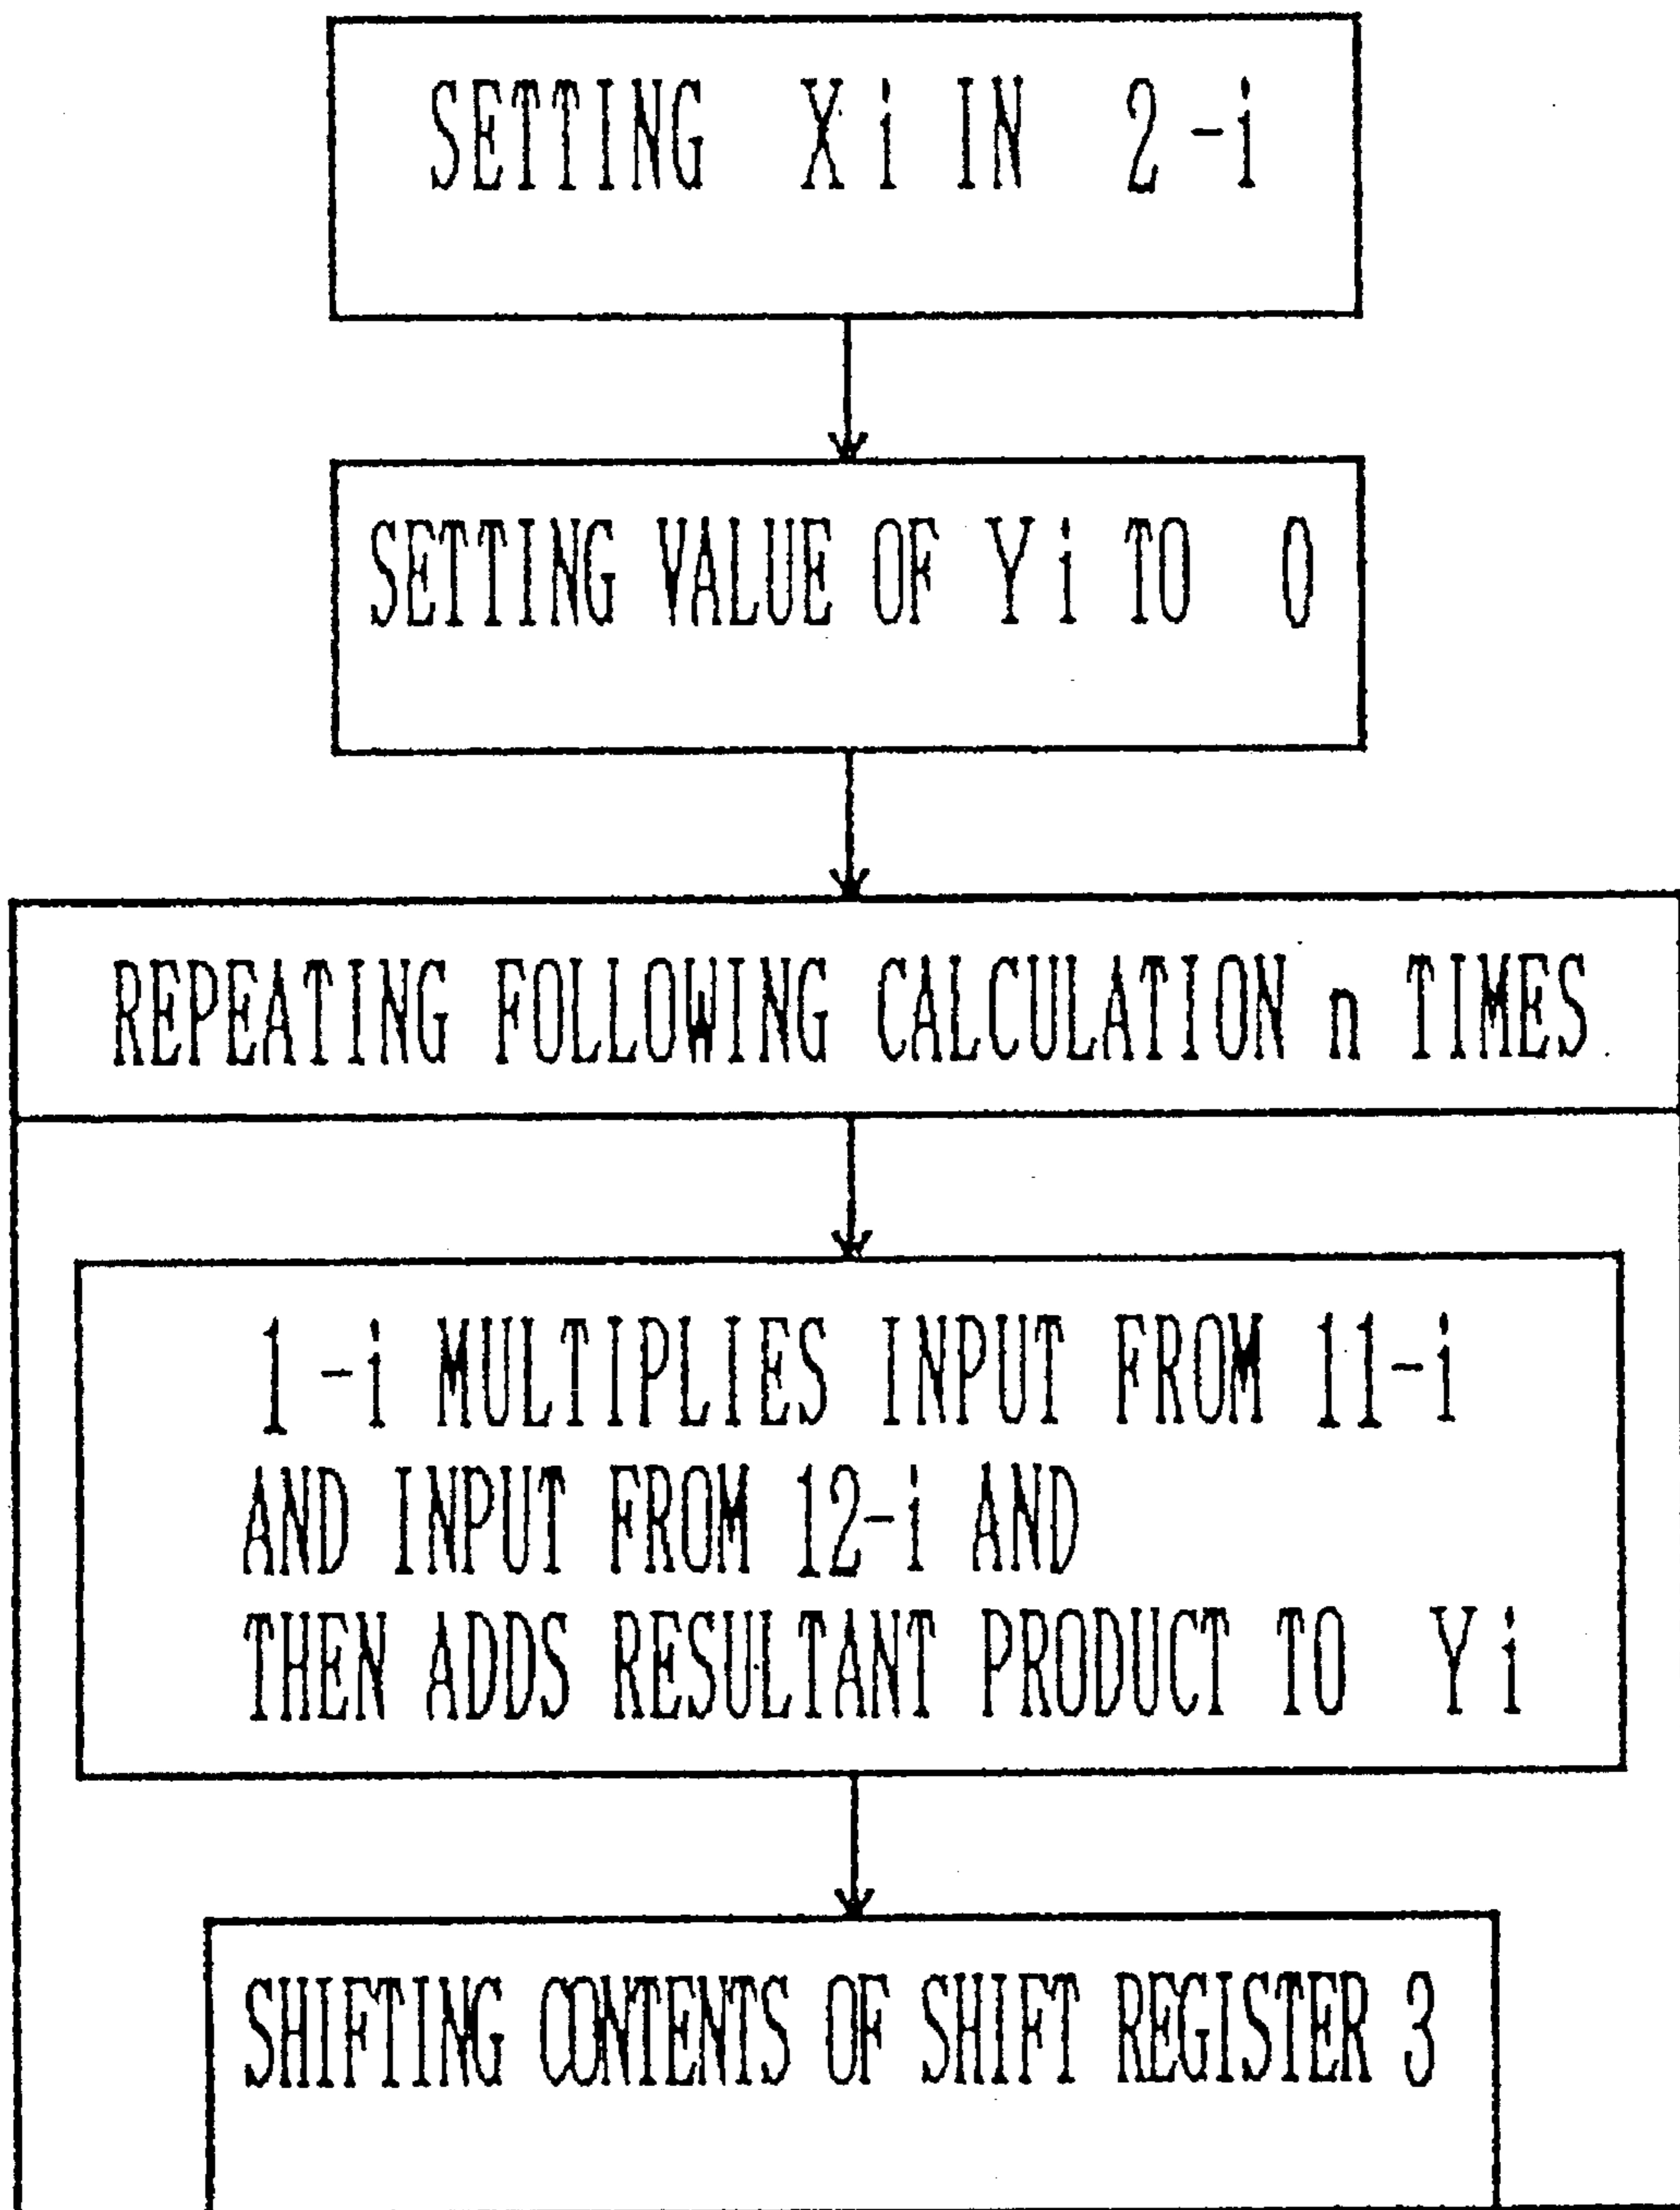 SETTING Xi IN 2-i
SETTING VALUE OF Yi TO 0
REPEATING FOLLOWING CALCULATION n TIMES
1-i MULTIPLIES INPUT FROM 11-i
AND INPUT FROM 12-i AND
THEN ADDS RESULTANT PRODUCT TO Yi
SHIFTING CONTENTS OF SHIFT REGISTER 3